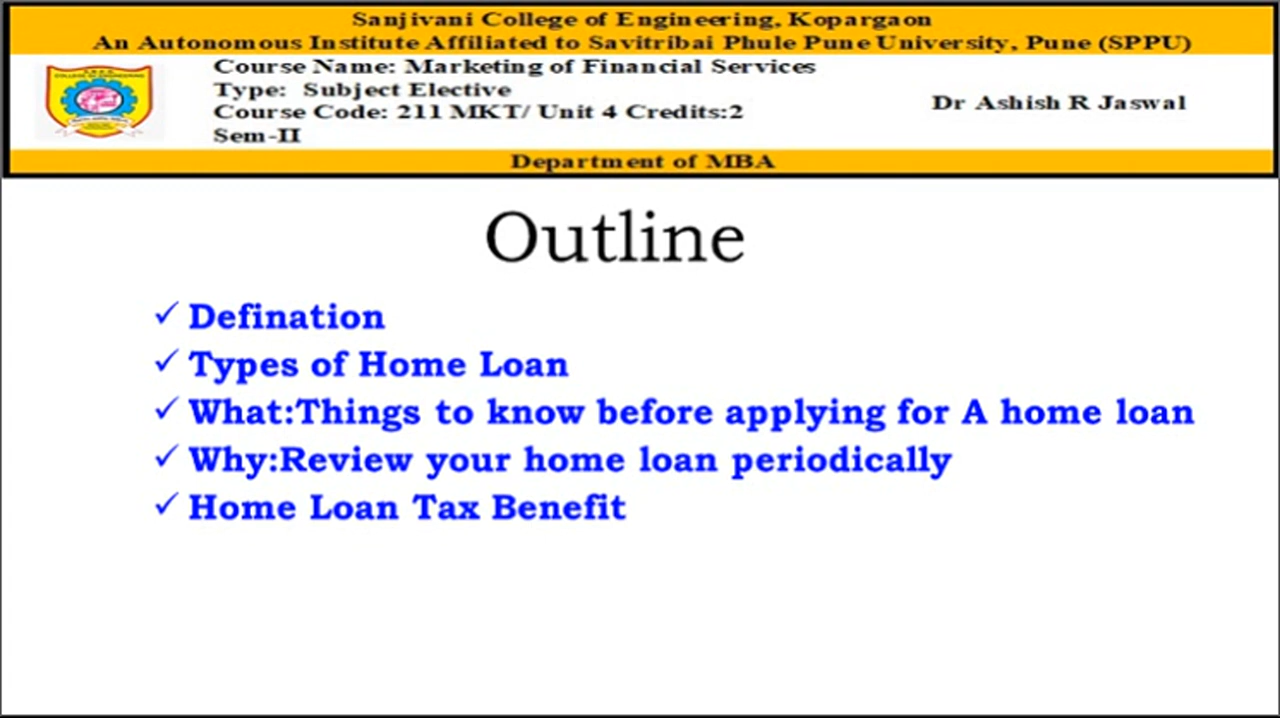 Sanjivani College of Engineering, Kopargaon
An Autonomous Institute Affiliated to Savitribai Phule Pune University, Pune (SPPU)
Course Name: Marketing of Financial Services
Type: Subject Elective
Course Code: 211 MKT/ Unit 4 Credits:2
Sem-II
Dr Ashish R Jaswal
Department of MBA
Outline
✓ Defination
✓ Types of Home Loan
✓ What:Things to know before applying for A home loan
✓ Why:Review your home loan periodically
✓ Home Loan Tax Benefit